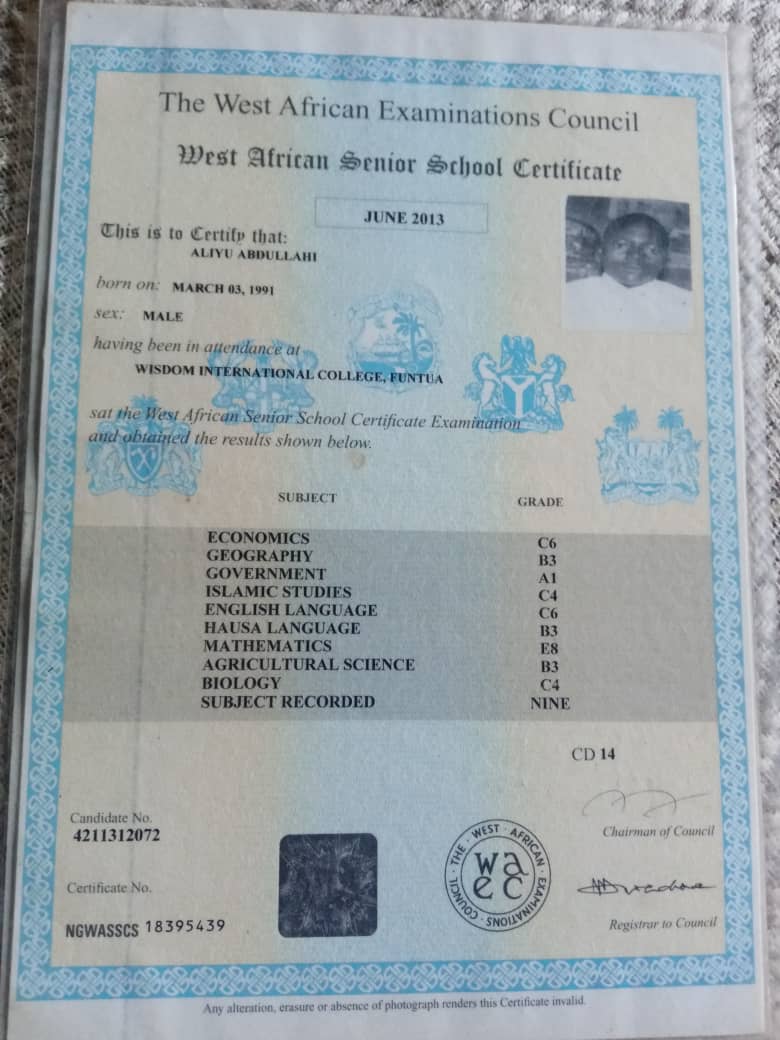 The West African Examinations Council
West African Senior School Certificate
JUNE 2013
This is to Certify that:
ALIYU ABDULLAHI
born on: MARCH 03, 1991
sex: MALE
having been in attendance at
WISDOM INTERNATIONAL COLLEGE, FUNTUA
sat the West African Senior School Certificate Examination
and obtained the results shown below.
SUBJECT GRADE
ECONOMICS C6
GEOGRAPHY B3
GOVERNMENT A1
ISLAMIC STUDIES C4
ENGLISH LANGUAGE C6
HAUSA LANGUAGE B3
MATHEMATICS E8
AGRICULTURAL SCIENCE B3
BIOLOGY C4
SUBJECT RECORDED NINE
CD 14
Candidate No.
4211312072
Chairman of Council
Certificate No.
NGWASSCS 18395439
· THE · WEST · AFRICAN · EXAMINATIONS · COUNCIL
waec
Registrar to Council
Any alteration, erasure or absence of photograph renders this Certificate invalid.